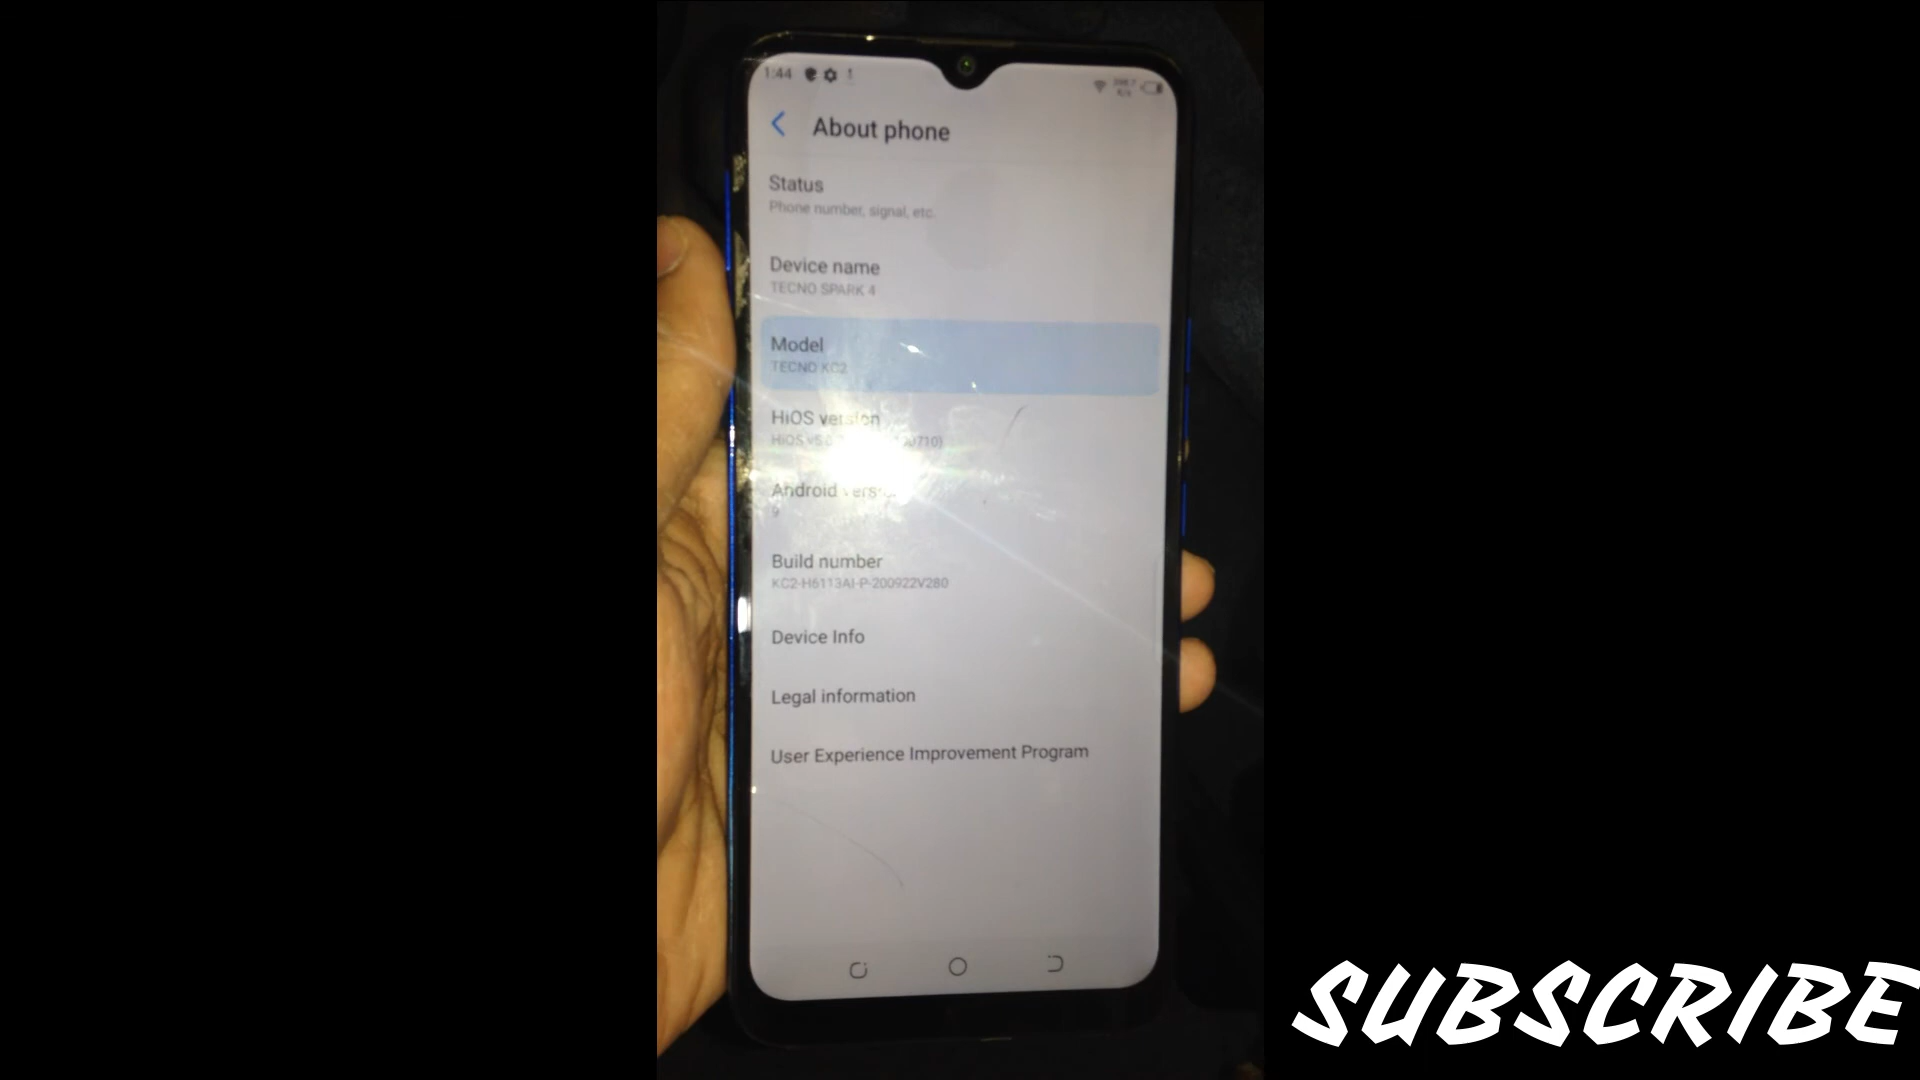 1:44
About phone
Status
Phone number, signal, etc.
Device name
TECNO SPARK 4
Model
TECNO KC2
HiOS version
Android
9
Build number
KC2-H6113AI-P-200922V280
Device Info
Legal information
User Experience Improvement Program
SUBSCRIBE